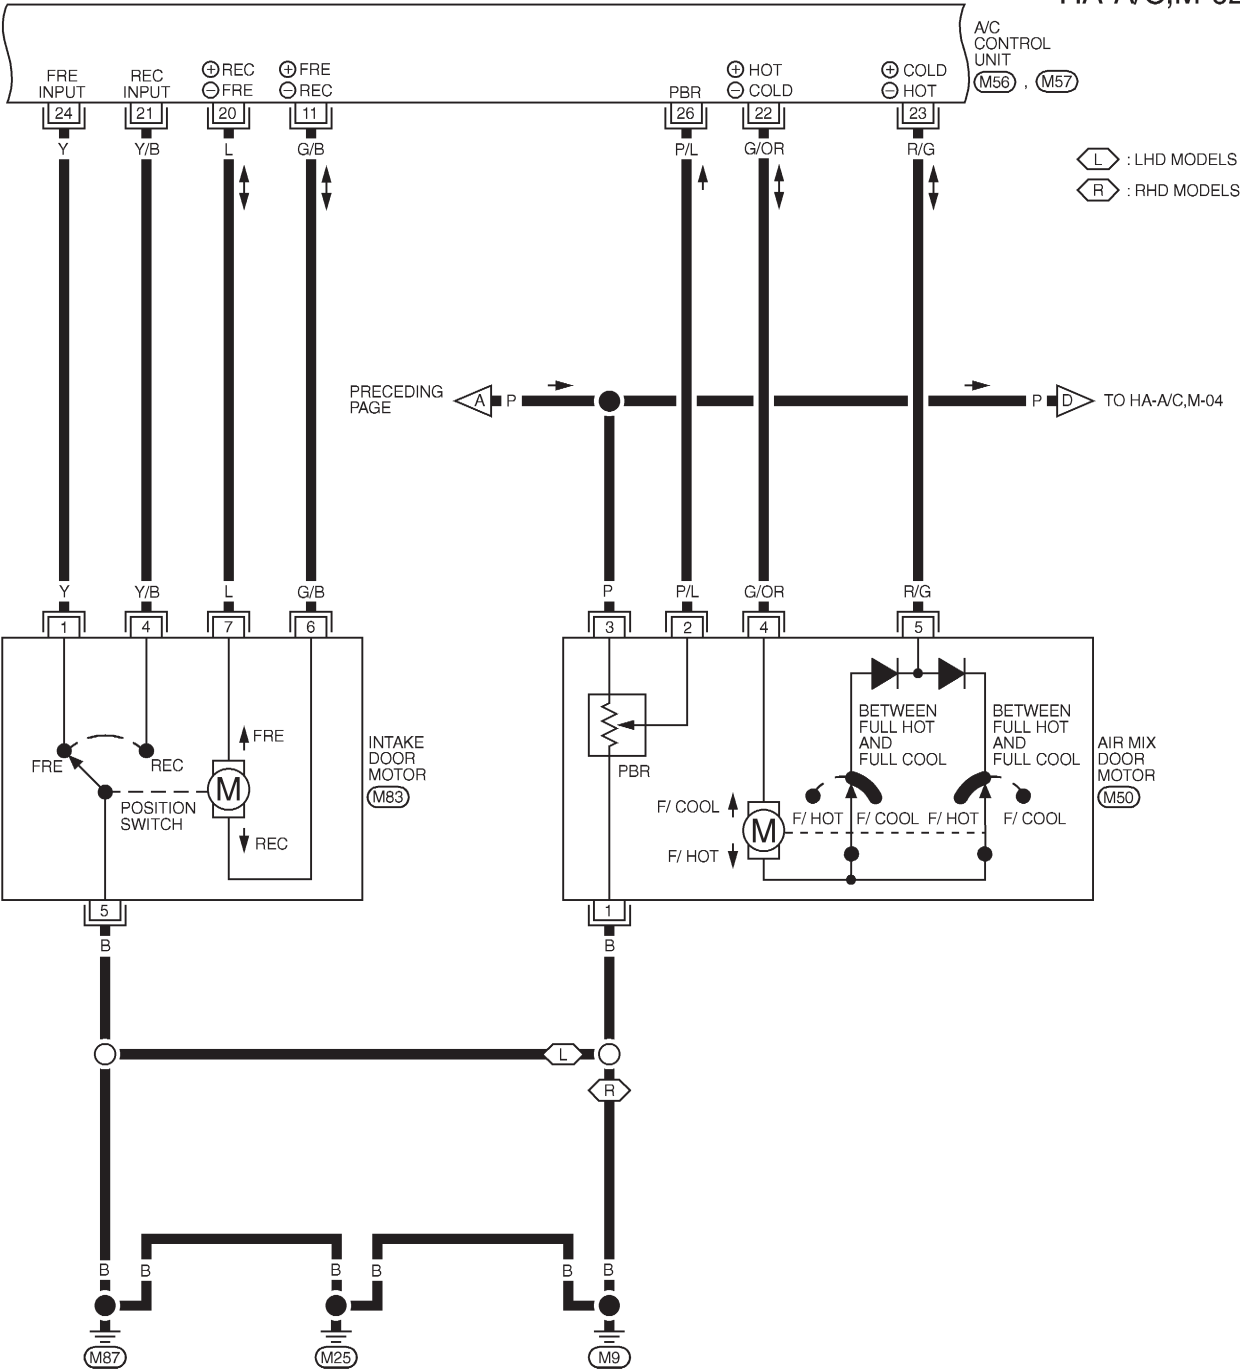 A/C
CONTROL
UNIT
M56 , M57
FRE
INPUT
REC
INPUT
+ REC
− FRE
+ FRE
− REC
PBR
+ HOT
− COLD
+ COLD
− HOT
24 21 20 11 26 22 23
Y Y/B L G/B P/L G/OR R/G
L : LHD MODELS
R : RHD MODELS
PRECEDING
PAGE
A P P D TO HA-A/C,M-04
Y Y/B L G/B P P/L G/OR R/G
1 4 7 6 3 2 4 5
FRE
REC
POSITION
SWITCH
M
FRE
REC
INTAKE
DOOR
MOTOR
M83
PBR
F/ COOL
M
F/ HOT
BETWEEN
FULL HOT
AND
FULL COOL
BETWEEN
FULL HOT
AND
FULL COOL
F/ HOT F/ COOL F/ HOT F/ COOL
AIR MIX
DOOR
MOTOR
M50
5 1
B B
L
R
B B B B B B
M87 M25 M9